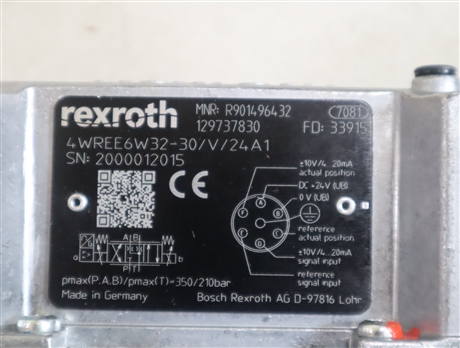 rexroth
MNR: R901496432 7081
129737830 FD: 33915
4WREE6W32-30/V/24A1
SN: 2000012015
±10V/4..20mA
actual position
DC +24V (UB)
0 V (UB)
reference
actual position
±10V/4..20mA
signal input
reference
signal input
A B
P T
A
B
C
D
E
F
pmax(P,A,B)/pmax(T)=350/210bar
Made in Germany
Bosch Rexroth AG D-97816 Lohr